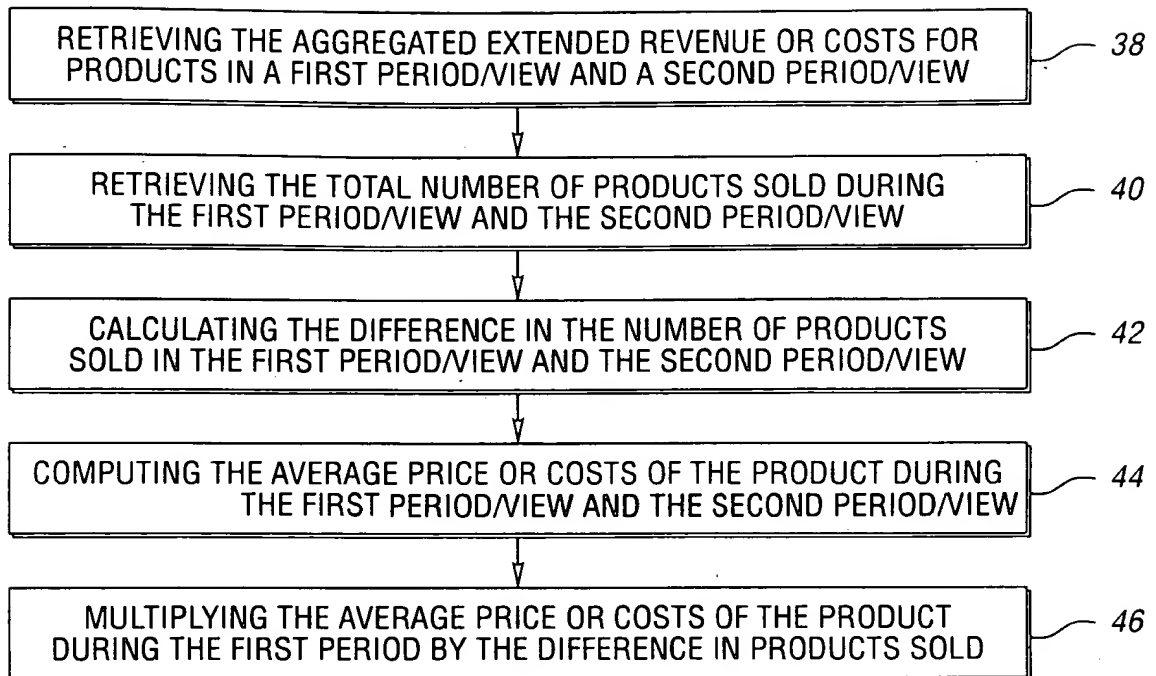 RETRIEVING THE AGGREGATED EXTENDED REVENUE OR COSTS FOR
PRODUCTS IN A FIRST PERIOD/VIEW AND A SECOND PERIOD/VIEW
38
RETRIEVING THE TOTAL NUMBER OF PRODUCTS SOLD DURING
THE FIRST PERIOD/VIEW AND THE SECOND PERIOD/VIEW
40
CALCULATING THE DIFFERENCE IN THE NUMBER OF PRODUCTS
SOLD IN THE FIRST PERIOD/VIEW AND THE SECOND PERIOD/VIEW
42
COMPUTING THE AVERAGE PRICE OR COSTS OF THE PRODUCT DURING
THE FIRST PERIOD/VIEW AND THE SECOND PERIOD/VIEW
44
MULTIPLYING THE AVERAGE PRICE OR COSTS OF THE PRODUCT
DURING THE FIRST PERIOD BY THE DIFFERENCE IN PRODUCTS SOLD
46